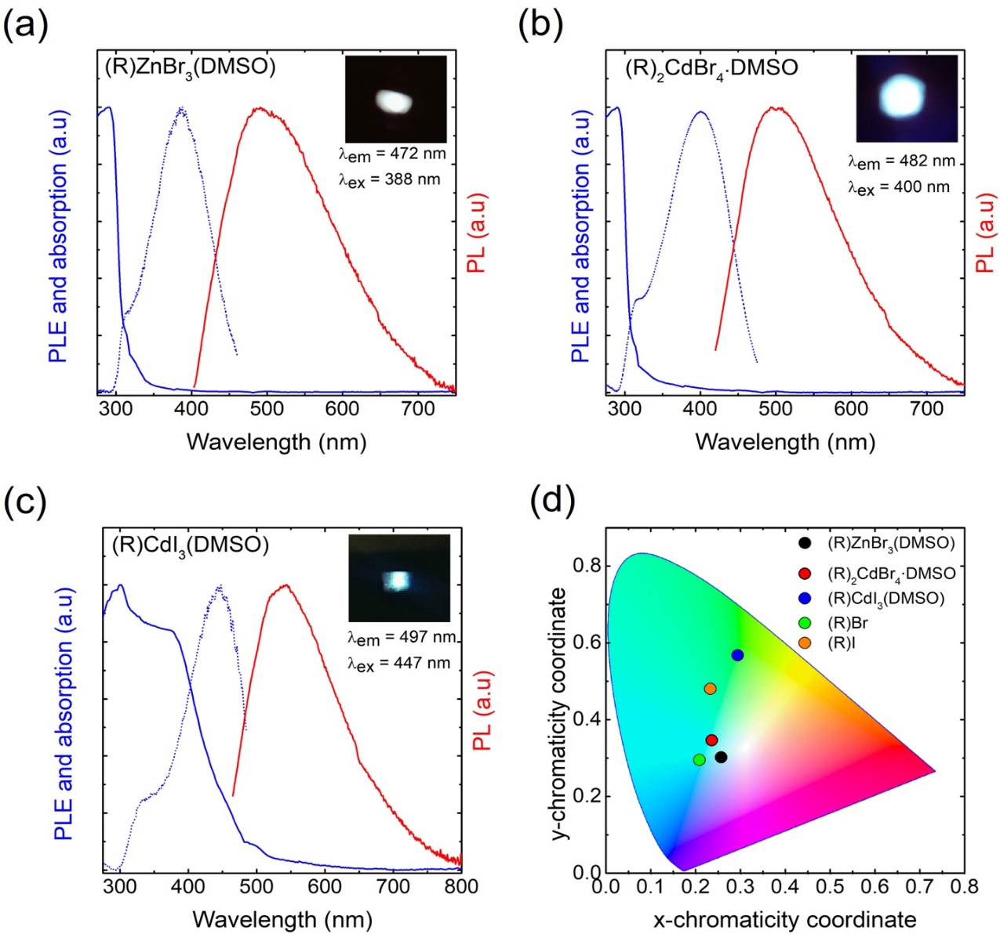 (a)
(R)ZnBr3(DMSO)
λem = 472 nm
λex = 388 nm
PLE and absorption (a.u)
PL (a.u)
300 400 500 600 700
Wavelength (nm)
(b)
(R)2CdBr4·DMSO
λem = 482 nm
λex = 400 nm
PLE and absorption (a.u)
PL (a.u)
300 400 500 600 700
Wavelength (nm)
(c)
(R)CdI3(DMSO)
λem = 497 nm
λex = 447 nm
PLE and absorption (a.u)
PL (a.u)
300 400 500 600 700 800
Wavelength (nm)
(d)
(R)ZnBr3(DMSO)
(R)2CdBr4·DMSO
(R)CdI3(DMSO)
(R)Br
(R)I
y-chromaticity coordinate
0.8
0.6
0.4
0.2
0.0
0.0 0.1 0.2 0.3 0.4 0.5 0.6 0.7 0.8
x-chromaticity coordinate